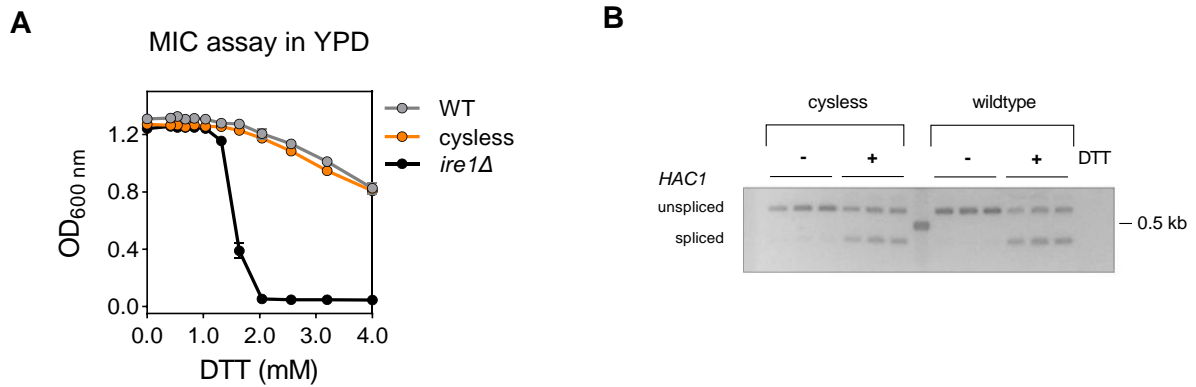 A
MIC assay in YPD
1.2
0.8
0.4
0.0
OD600 nm
0.0 1.0 2.0 3.0 4.0
DTT (mM)
WT
cysless
ire1Δ
B
cysless wildtype
- + - + DTT
HAC1
unspliced
spliced
0.5 kb